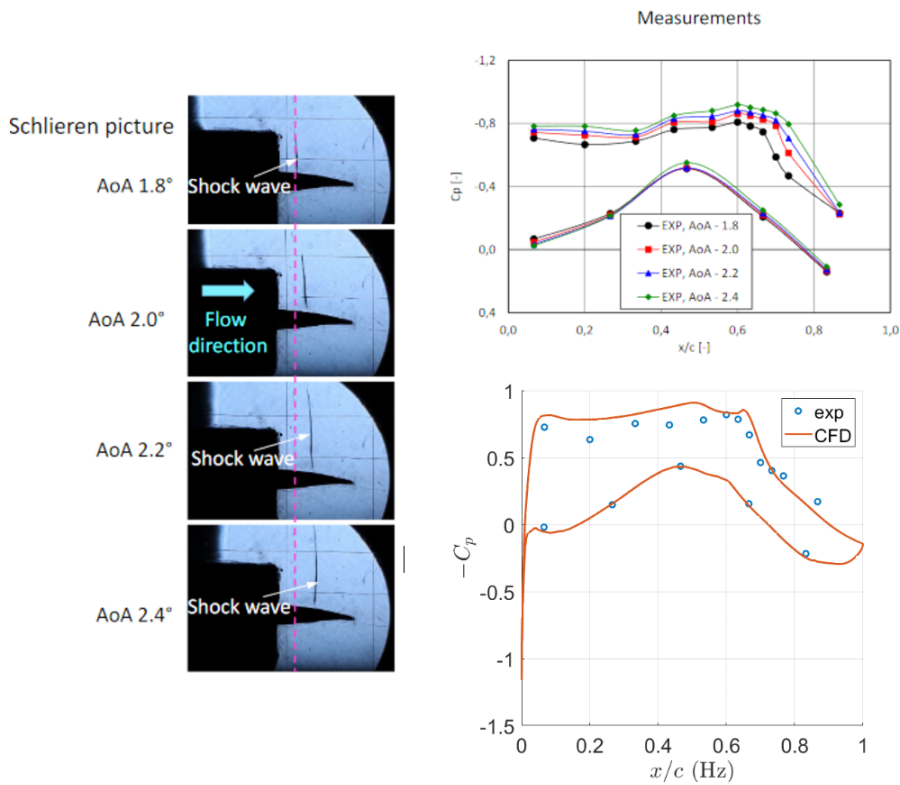 Schlieren picture
AoA 1.8°
Shock wave
AoA 2.0°
Flow
direction
AoA 2.2°
Shock wave
AoA 2.4°
Shock wave
Measurements
-1,2
-0,8
-0,4
0,0
0,4
Cp [-]
EXP, AoA - 1.8
EXP, AoA - 2.0
EXP, AoA - 2.2
EXP, AoA - 2.4
0,0 0,2 0,4 0,6 0,8 1,0
x/c [-]
1
0.5
0
-0.5
-1
-1.5
-Cₚ
exp
CFD
0 0.2 0.4 0.6 0.8 1
x/c (Hz)